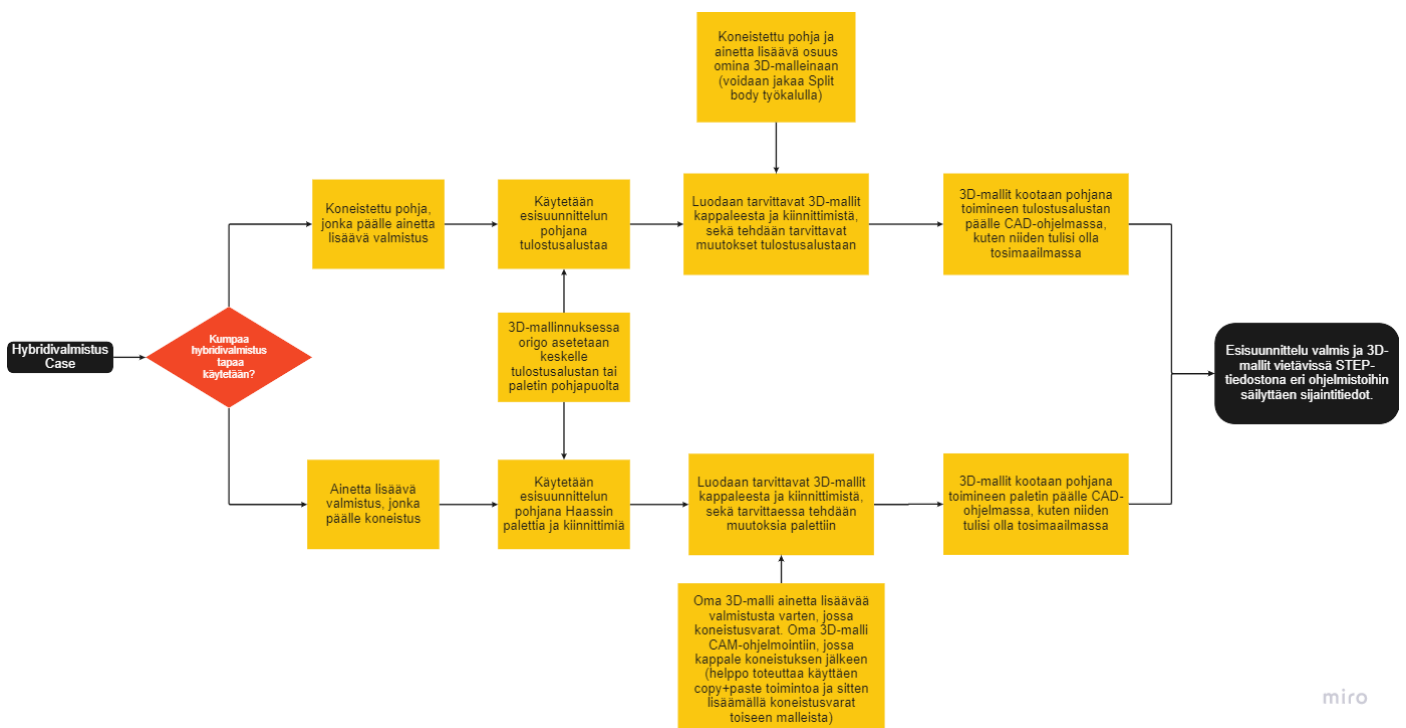 Koneistettu pohja ja
ainetta lisäävä osuus
omina 3D-malleinaan
(voidaan jakaa Split
body työkalulla)
Koneistettu pohja,
jonka päälle ainetta
lisäävä valmistus
Käytetään
esisuunnittelun
pohjana
tulostusalustaa
Luodaan tarvittavat 3D-mallit
kappaleesta ja kiinnittimistä,
sekä tehdään tarvittavat
muutokset tulostusalustaan
3D-mallit kootaan pohjana
toimineen tulostusalustan
päälle CAD-ohjelmassa,
kuten niiden tulisi olla
tosimaailmassa
Hybridivalmistus
Case
Kumpaa
hybridivalmistus
tapaa
käytetään?
3D-mallinnuksessa
origo asetetaan
keskelle
tulostusalustan tai
paletin pohjapuolta
Esisuunnittelu valmis ja 3D-
mallit vietävissä STEP-
tiedostona eri ohjelmistoihin
säilyttäen sijaintitiedot.
Ainetta lisäävä
valmistus, jonka
päälle koneistus
Käytetään
esisuunnittelun
pohjana Haassin
palettia ja kiinnittimiä
Luodaan tarvittavat 3D-mallit
kappaleesta ja kiinnittimistä,
sekä tarvittaessa tehdään
muutoksia palettiin
3D-mallit kootaan pohjana
toimineen paletin päälle CAD-
ohjelmassa, kuten niiden
tulisi olla tosimaailmassa
Oma 3D-malli ainetta lisäävää
valmistusta varten, jossa
koneistusvarat. Oma 3D-malli
CAM-ohjelmointiin, jossa
kappale koneistuksen jälkeen
(helppo toteuttaa käyttäen
copy+paste toimintoa ja sitten
lisäämällä koneistusvarat
toiseen malleista)
miro